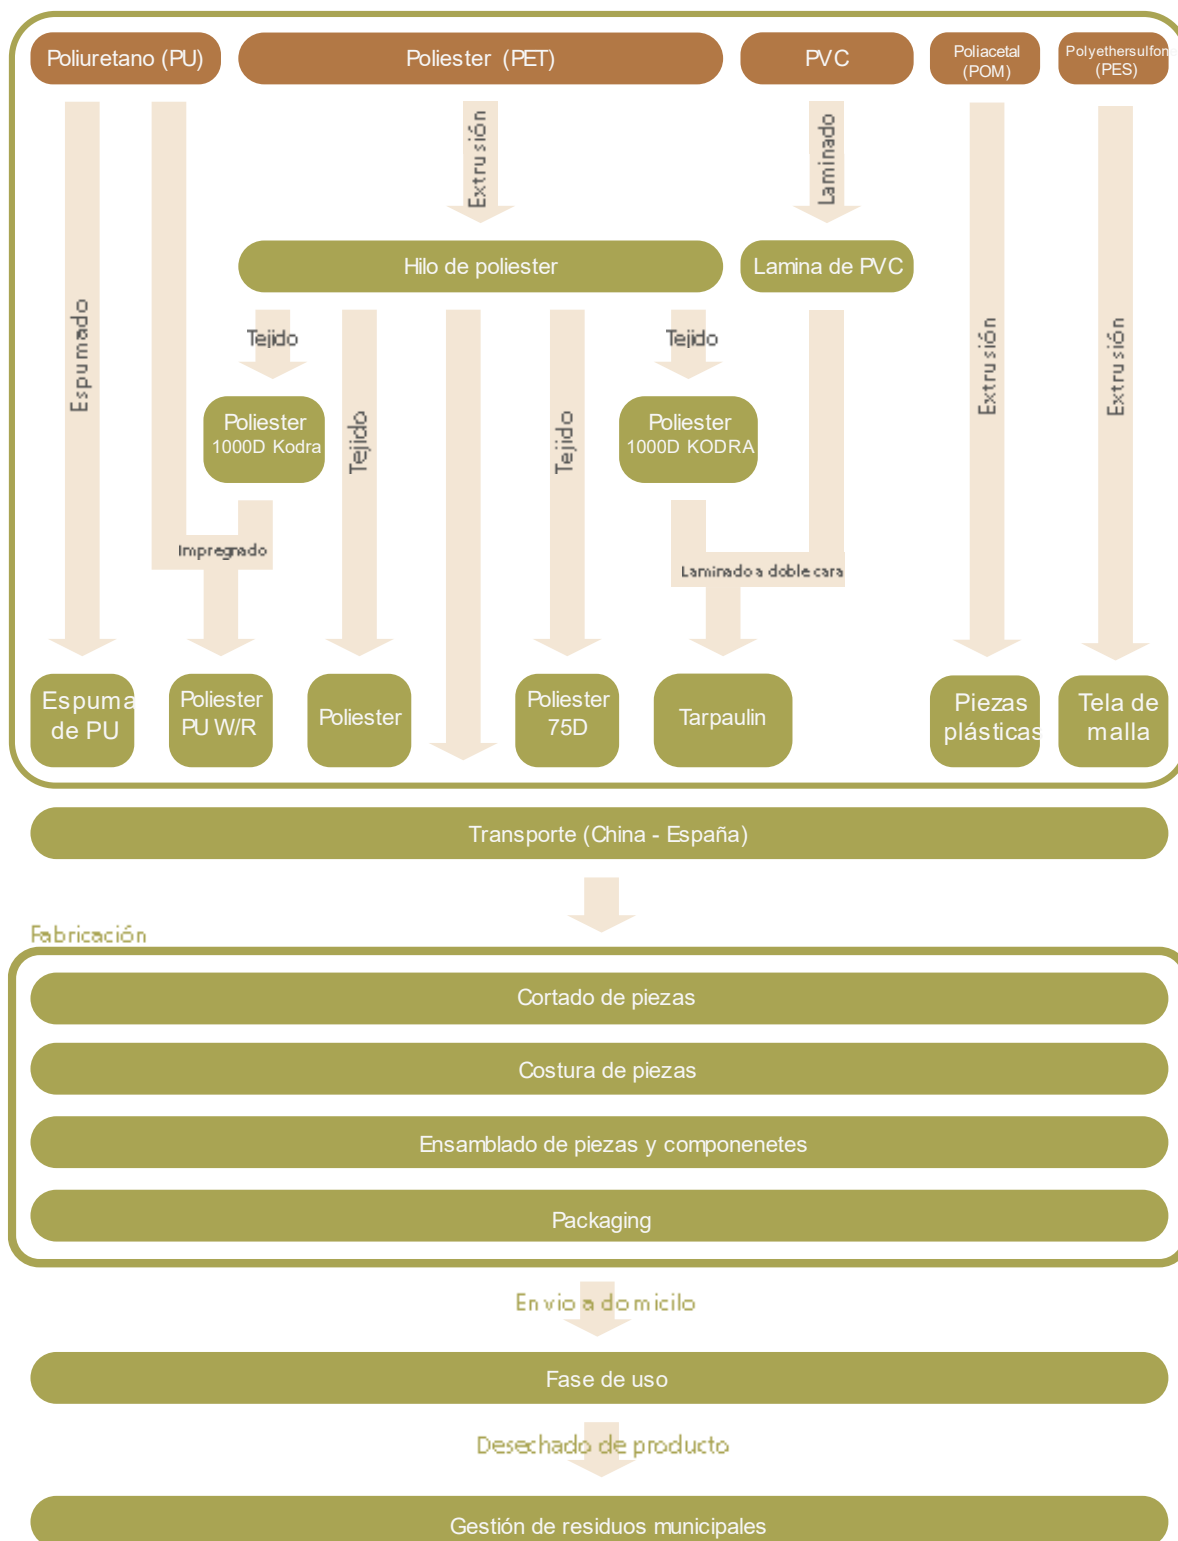 Poliuretano (PU)
Poliester (PET)
PVC
Poliacetal
(POM)
Polyethersulfon
(PES)
Extrusión
Laminado
Hilo de poliester
Lamina de PVC
Espumado
Tejido
Tejido
Extrusión
Extrusión
Poliester
1000D Kodra
Tejido
Tejido
Poliester
1000D KODRA
Impregnado
Laminado a doble cara
Espuma
de PU
Poliester
PU W/R
Poliester
Poliester
75D
Tarpaulin
Piezas
plásticas
Tela de
malla
Transporte (China - España)
Fabricación
Cortado de piezas
Costura de piezas
Ensamblado de piezas y componenetes
Packaging
Envio a domicilo
Fase de uso
Desechado de producto
Gestión de residuos municipales